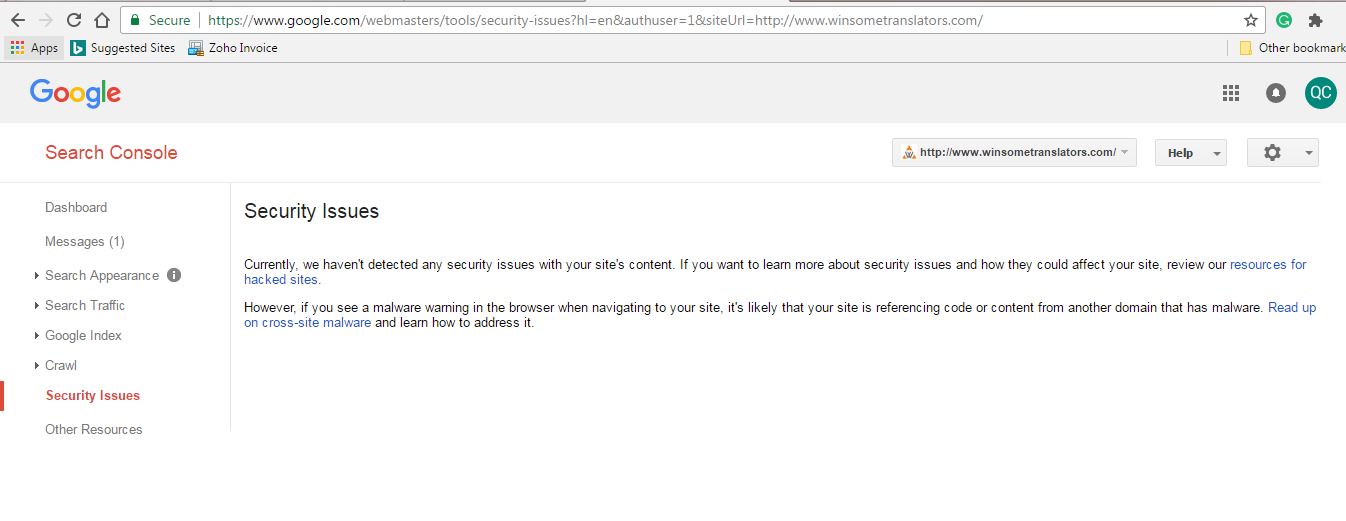 Secure
https://www.google.com/webmasters/tools/security-issues?hl=en&authuser=1&siteUrl=http://www.winsometranslators.com/
Apps
Suggested Sites
Zoho Invoice
Other bookmark
Google
QC
Search Console
http://www.winsometranslators.com/
Help
Dashboard
Messages (1)
Search Appearance
Search Traffic
Google Index
Crawl
Security Issues
Other Resources
Security Issues
Currently, we haven't detected any security issues with your site's content. If you want to learn more about security issues and how they could affect your site, review our resources for
hacked sites.
However, if you see a malware warning in the browser when navigating to your site, it's likely that your site is referencing code or content from another domain that has malware. Read up
on cross-site malware and learn how to address it.